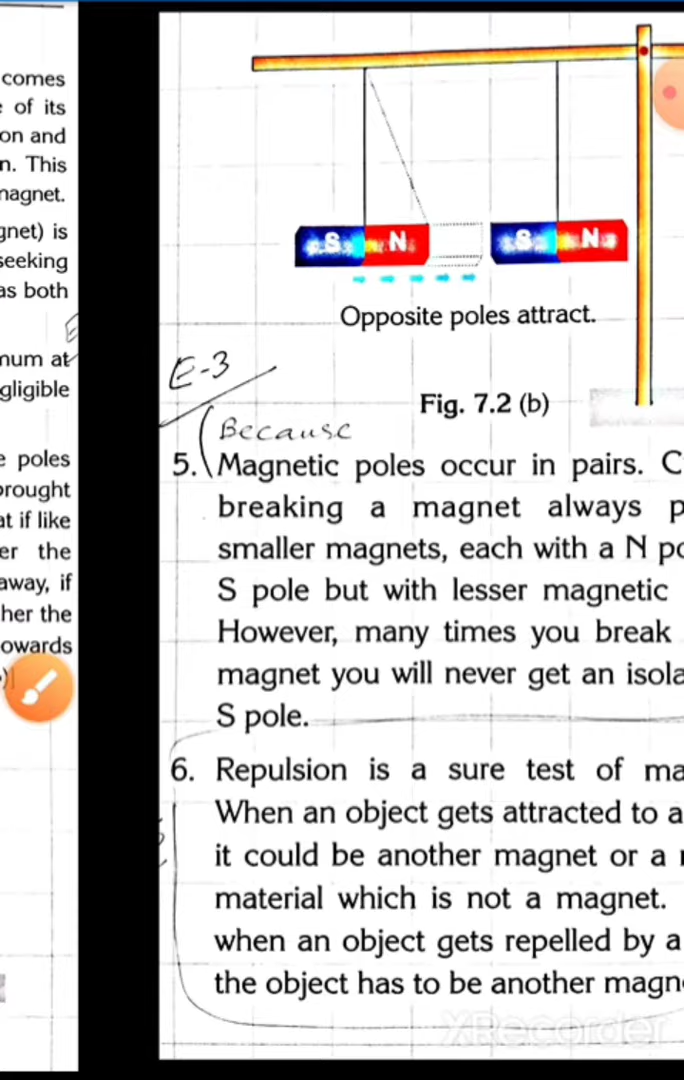 comes
of its
on and
n. This
nagnet.
gnet) is
seeking
as both
num at
gligible
e poles
brought
at if like
er the
away, if
her the
owards
S N S N
Opposite poles attract.
E-3
Fig. 7.2 (b)
Because
5. Magnetic poles occur in pairs. C
breaking a magnet always p
smaller magnets, each with a N po
S pole but with lesser magnetic
However, many times you break
magnet you will never get an isola
S pole.
6. Repulsion is a sure test of ma
When an object gets attracted to a
it could be another magnet or a
material which is not a magnet.
when an object gets repelled by a
the object has to be another magn
XRecorder